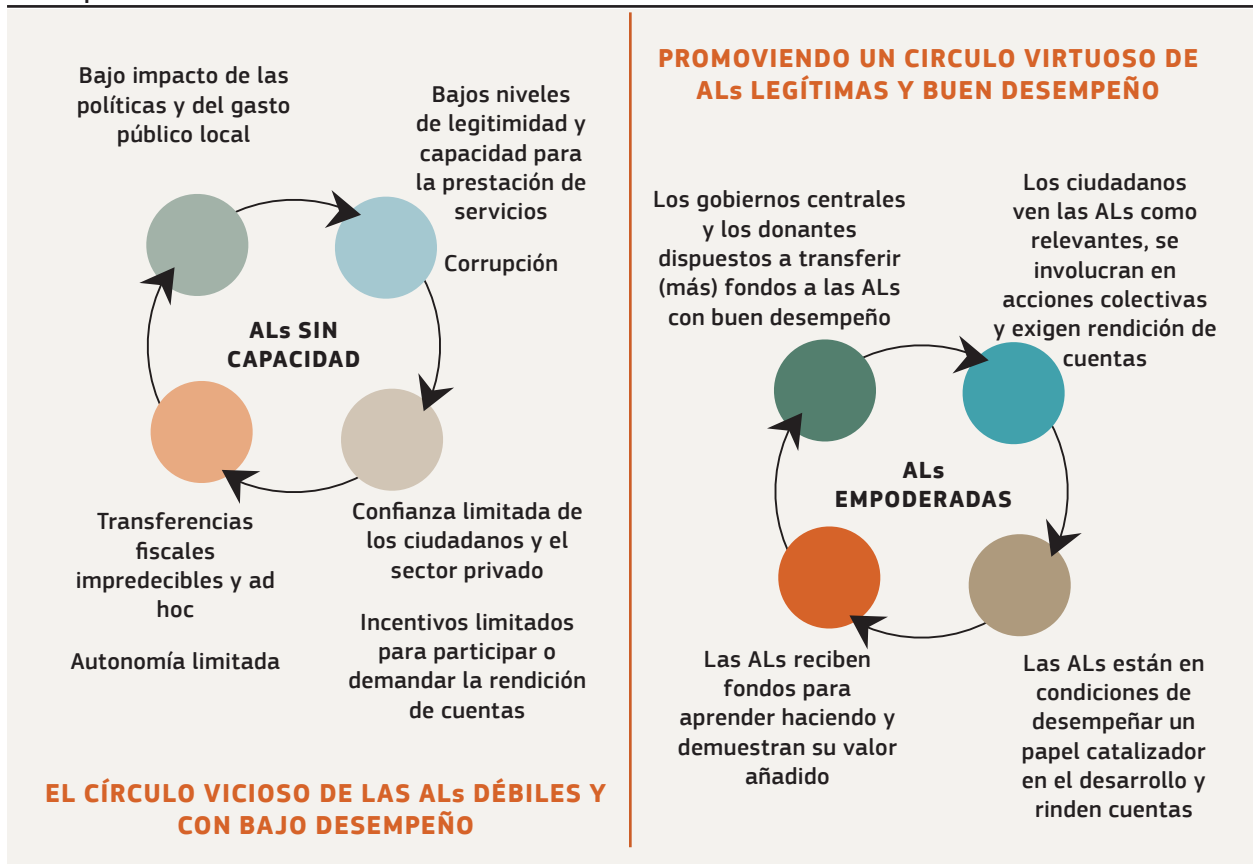 Bajo impacto de las
políticas y del gasto
público local
Bajos niveles
de legitimidad y
capacidad para
la prestación de
servicios
Corrupción
ALs SIN
CAPACIDAD
Transferencias
fiscales
impredecibles y ad
hoc
Autonomía limitada
Confianza limitada de
los ciudadanos y el
sector privado
Incentivos limitados
para participar o
demandar la rendición
de cuentas
EL CÍRCULO VICIOSO DE LAS ALs DÉBILES Y
CON BAJO DESEMPEÑO
PROMOVIENDO UN CIRCULO VIRTUOSO DE
ALs LEGÍTIMAS Y BUEN DESEMPEÑO
Los gobiernos centrales
y los donantes
dispuestos a transferir
(más) fondos a las ALs
con buen desempeño
Los ciudadanos
ven las ALs como
relevantes, se
involucran en
acciones colectivas
y exigen rendición de
cuentas
ALs
EMPODERADAS
Las ALs reciben
fondos para
aprender haciendo y
demuestran su valor
añadido
Las ALs están en
condiciones de
desempeñar un
papel catalizador
en el desarrollo y
rinden cuentas